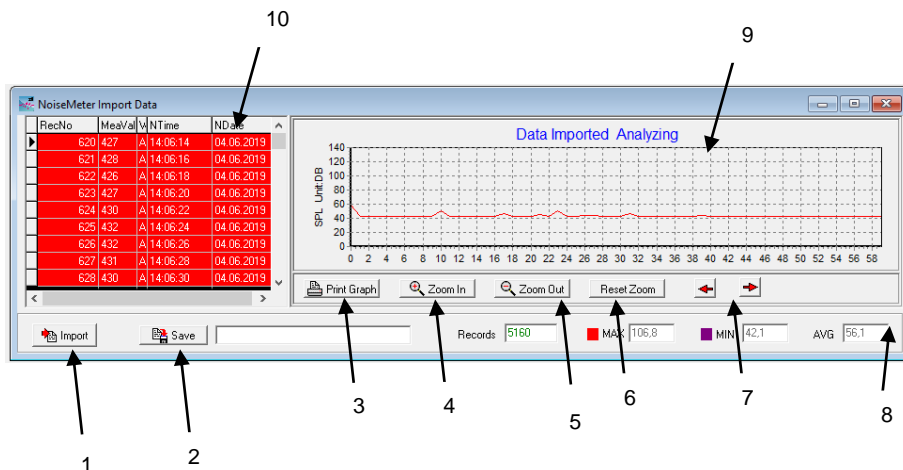 10
9
NoiseMeter Import Data
RecNo MeaVal V NTime NDate
620 427 A 14:06:14 04.06.2019
621 428 A 14:06:16 04.06.2019
622 426 A 14:06:18 04.06.2019
623 427 A 14:06:20 04.06.2019
624 430 A 14:06:22 04.06.2019
625 432 A 14:06:24 04.06.2019
626 432 A 14:06:26 04.06.2019
627 431 A 14:06:28 04.06.2019
628 430 A 14:06:30 04.06.2019
Data Imported Analyzing
SPL Unit:DB
140
120
100
80
60
40
20
0
0 2 4 6 8 10 12 14 16 18 20 22 24 26 28 30 32 34 36 38 40 42 44 46 48 50 52 54 56 58
Print Graph Zoom In Zoom Out Reset Zoom
Import Save Records 5160 MAX 106,8 MIN 42,1 AVG 56,1
3 4 5 6 7 8
1 2